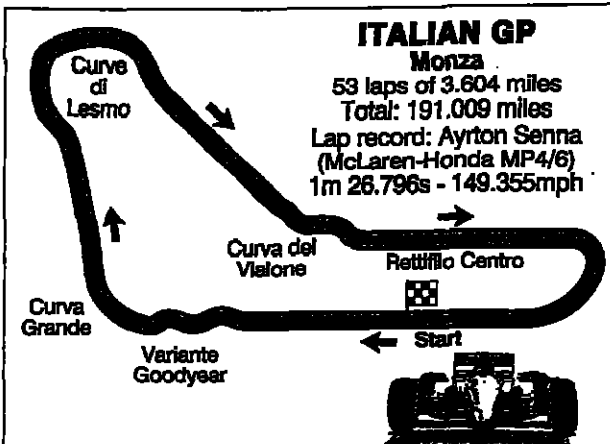 ITALIAN GP
Monza
53 laps of 3.604 miles
Total: 191.009 miles
Lap record: Ayrton Senna
(McLaren-Honda MP4/6)
1m 26.796s - 149.355mph
Curve
di
Lesmo
Curva del
Vialone
Rettifilo Centro
Curva
Grande
Variante
Goodyear
Start